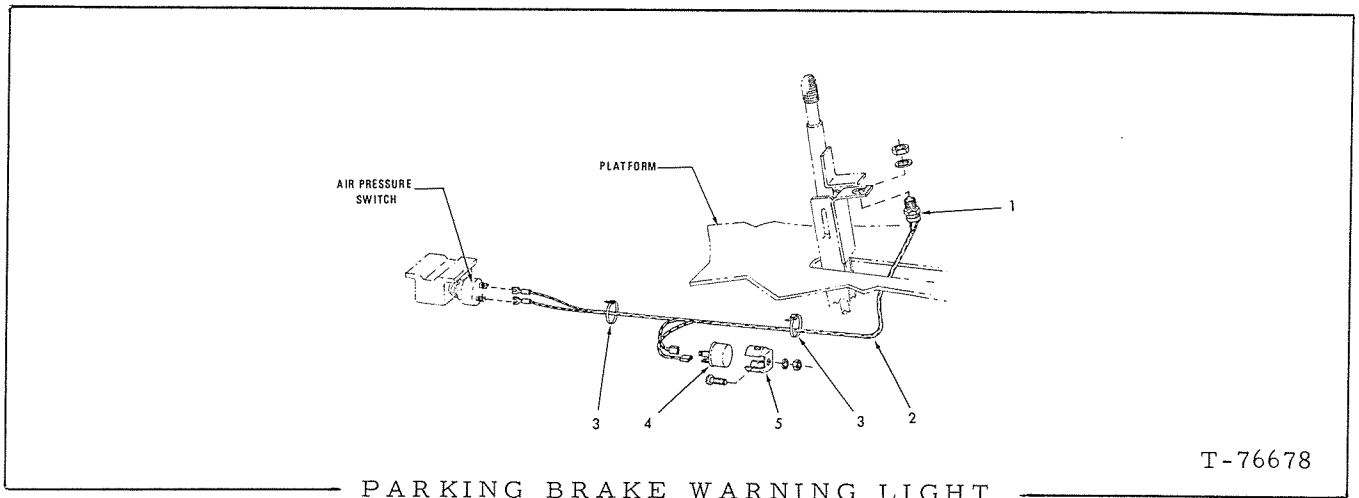 PLATFORM
AIR PRESSURE
SWITCH
1
3
4
5
3
2
T-76678
PARKING BRAKE WARNING LIGHT